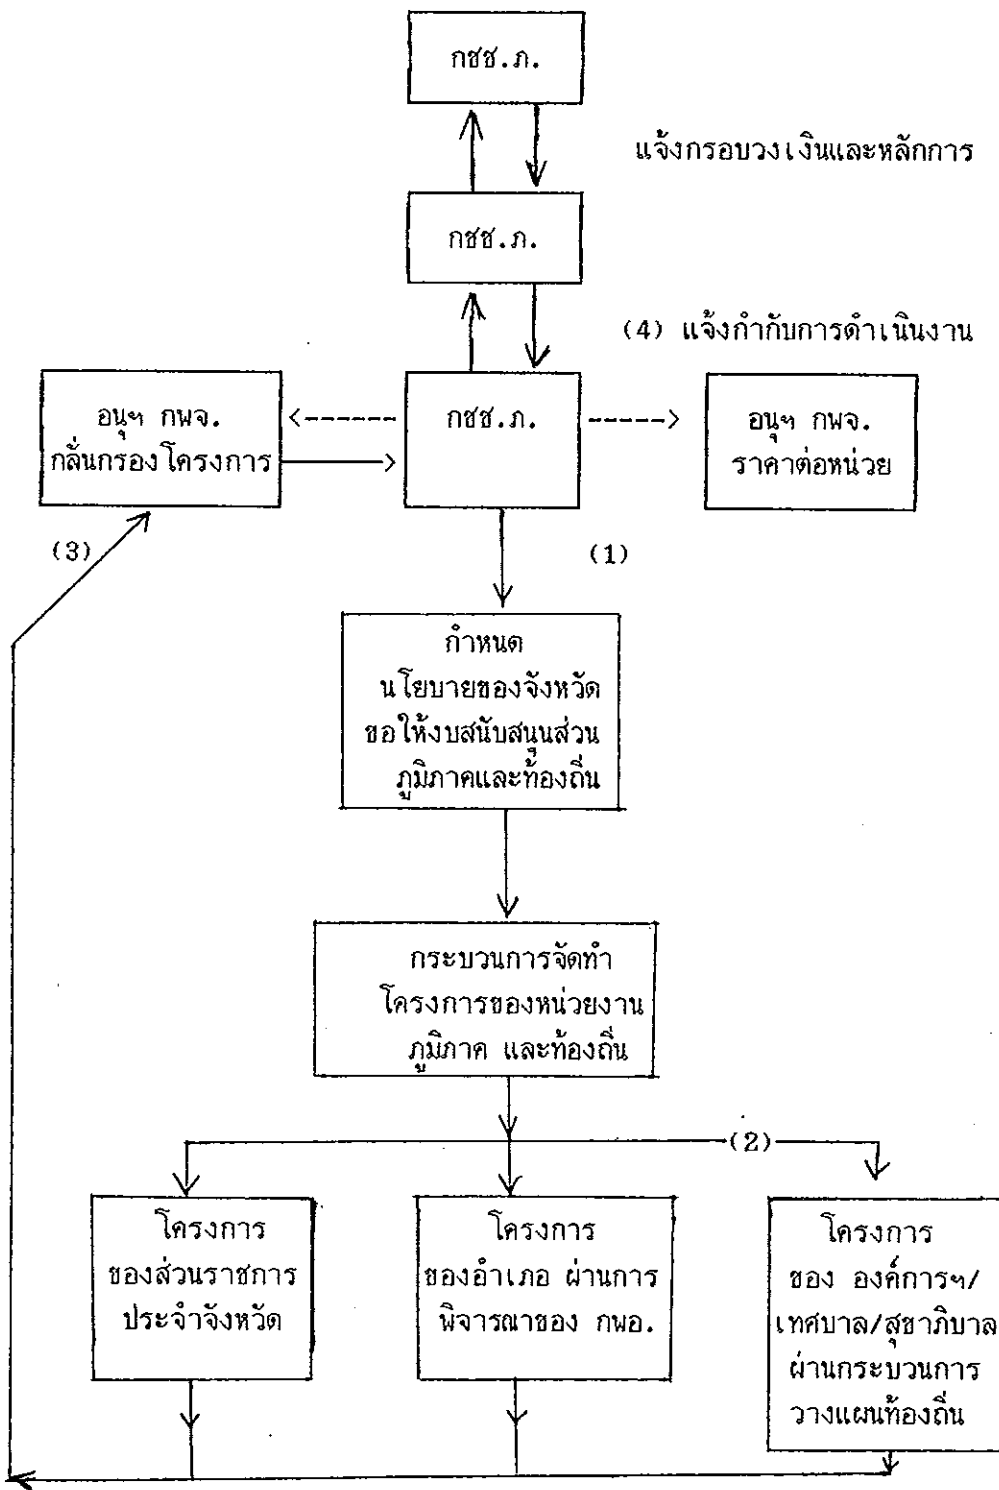 กชช.ภ.
แจ้งกรอบวงเงินและหลักการ
กชช.ภ.
(4) แจ้งกำกับการดำเนินงาน
อนุฯ กพจ.
กลั่นกรองโครงการ
กชช.ภ.
อนุฯ กพจ.
ราคาต่อหน่วย
(3)
(1)
กำหนด
นโยบายของจังหวัด
ขอให้งบสนับสนุนส่วน
ภูมิภาคและท้องถิ่น
กระบวนการจัดทำ
โครงการของหน่วยงาน
ภูมิภาค และท้องถิ่น
(2)
โครงการ
ของส่วนราชการ
ประจำจังหวัด
โครงการ
ของอำเภอ ผ่านการ
พิจารณาของ กพอ.
โครงการ
ของ องค์การฯ/
เทศบาล/สุขาภิบาล
ผ่านกระบวนการ
วางแผนท้องถิ่น